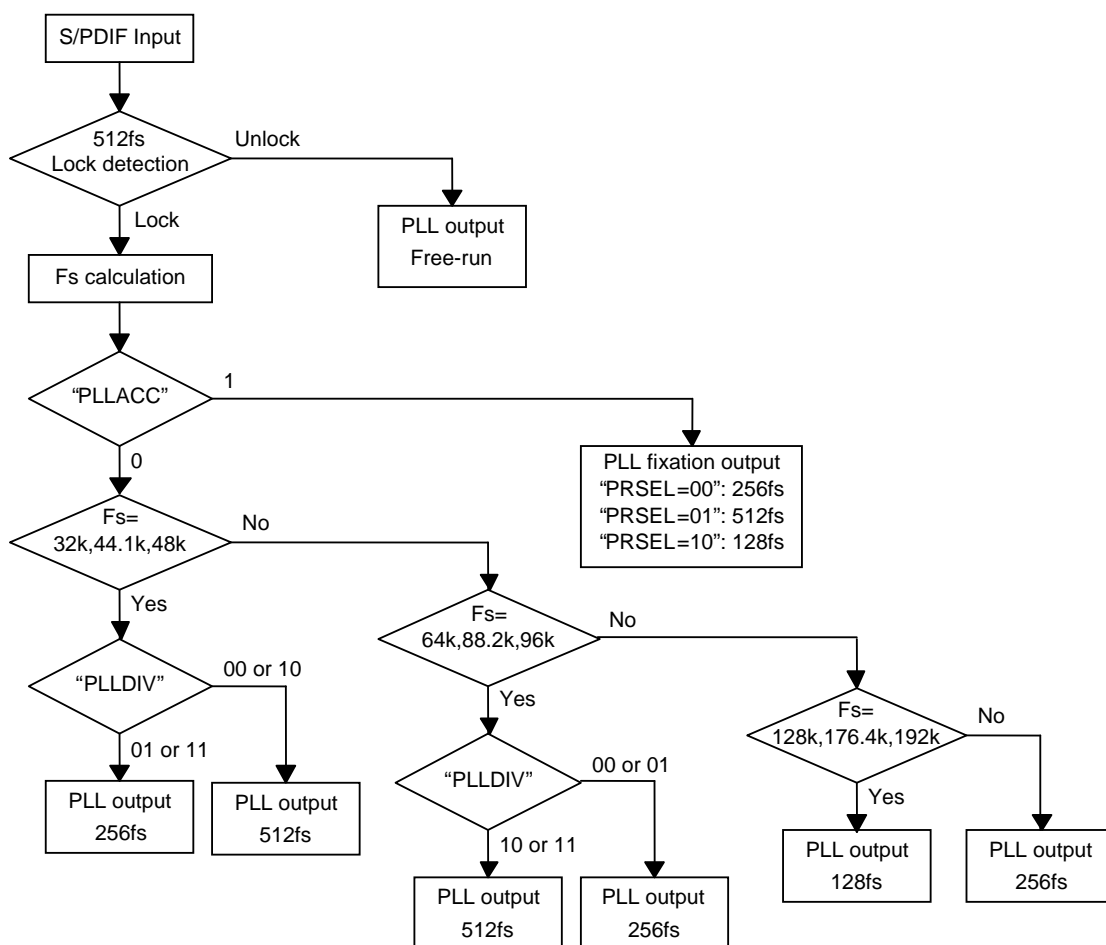 S/PDIF Input
512fs
Lock detection
Unlock
Lock
PLL output
Free-run
Fs calculation
“PLLACC”
1
0
PLL fixation output
“PRSEL=00”: 256fs
“PRSEL=01”: 512fs
“PRSEL=10”: 128fs
Fs=
32k,44.1k,48k
No
Yes
Fs=
64k,88.2k,96k
No
Yes
“PLLDIV”
00 or 10
01 or 11
Fs=
128k,176.4k,192k
No
Yes
“PLLDIV”
00 or 01
10 or 11
PLL output
256fs
PLL output
512fs
PLL output
128fs
PLL output
256fs
PLL output
512fs
PLL output
256fs